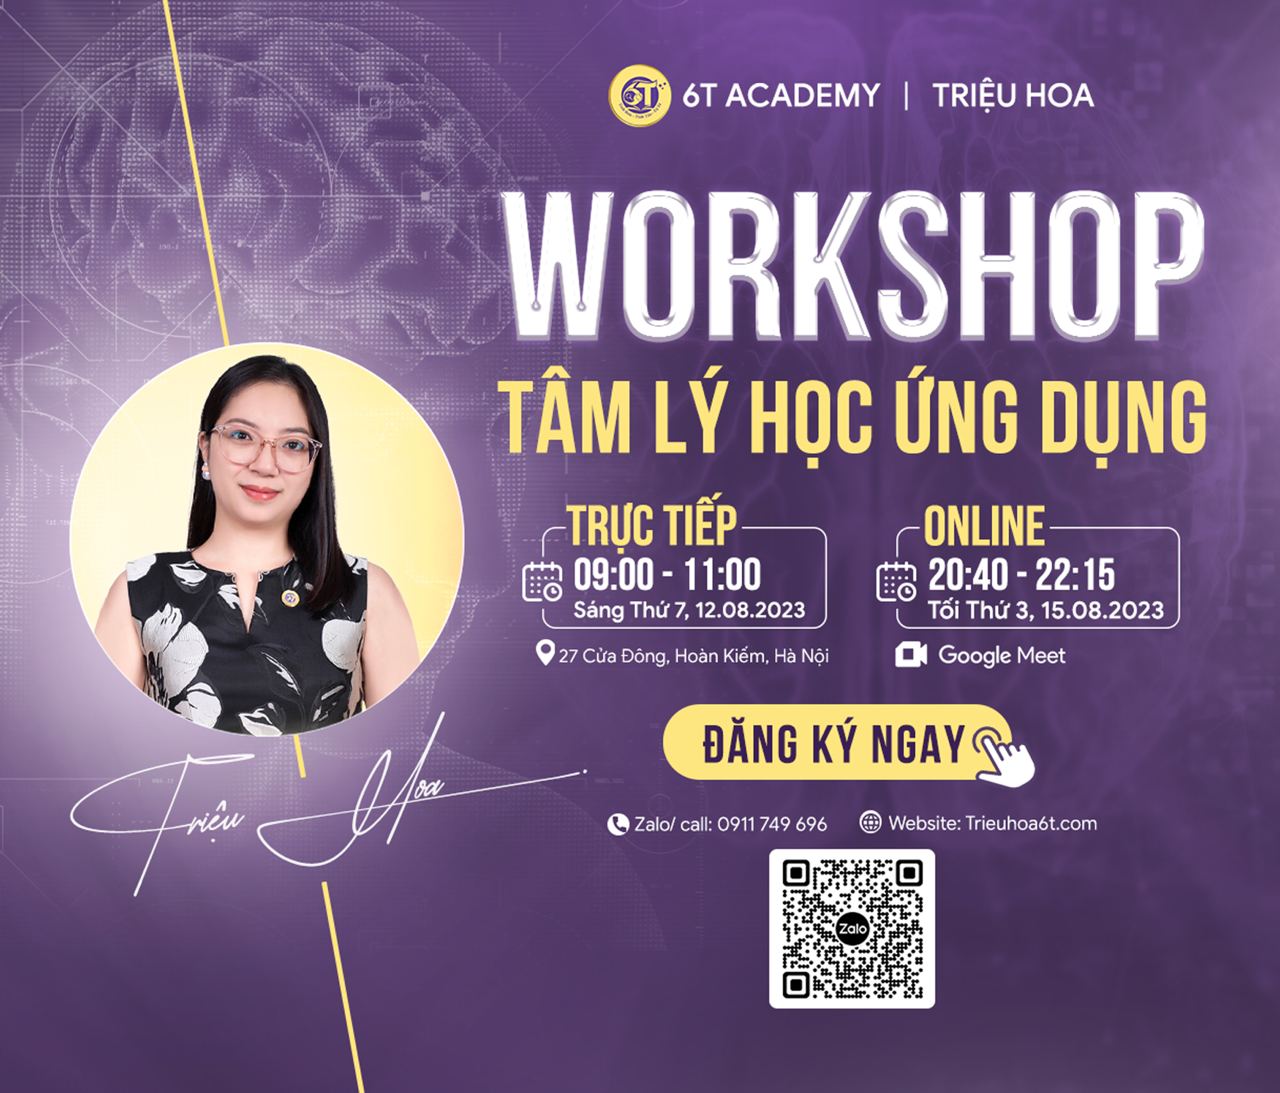 6T ACADEMY | TRIỆU HOA
6T
WORKSHOP
TÂM LÝ HỌC ỨNG DỤNG
TRỰC TIẾP
09:00 - 11:00
Sáng Thứ 7, 12.08.2023
27 Cửa Đông, Hoàn Kiếm, Hà Nội
ONLINE
20:40 - 22:15
Tối Thứ 3, 15.08.2023
Google Meet
Triệu Hoa
ĐĂNG KÝ NGAY
Zalo/ call: 0911 749 696
Website: Trieuhoa6t.com
Zalo